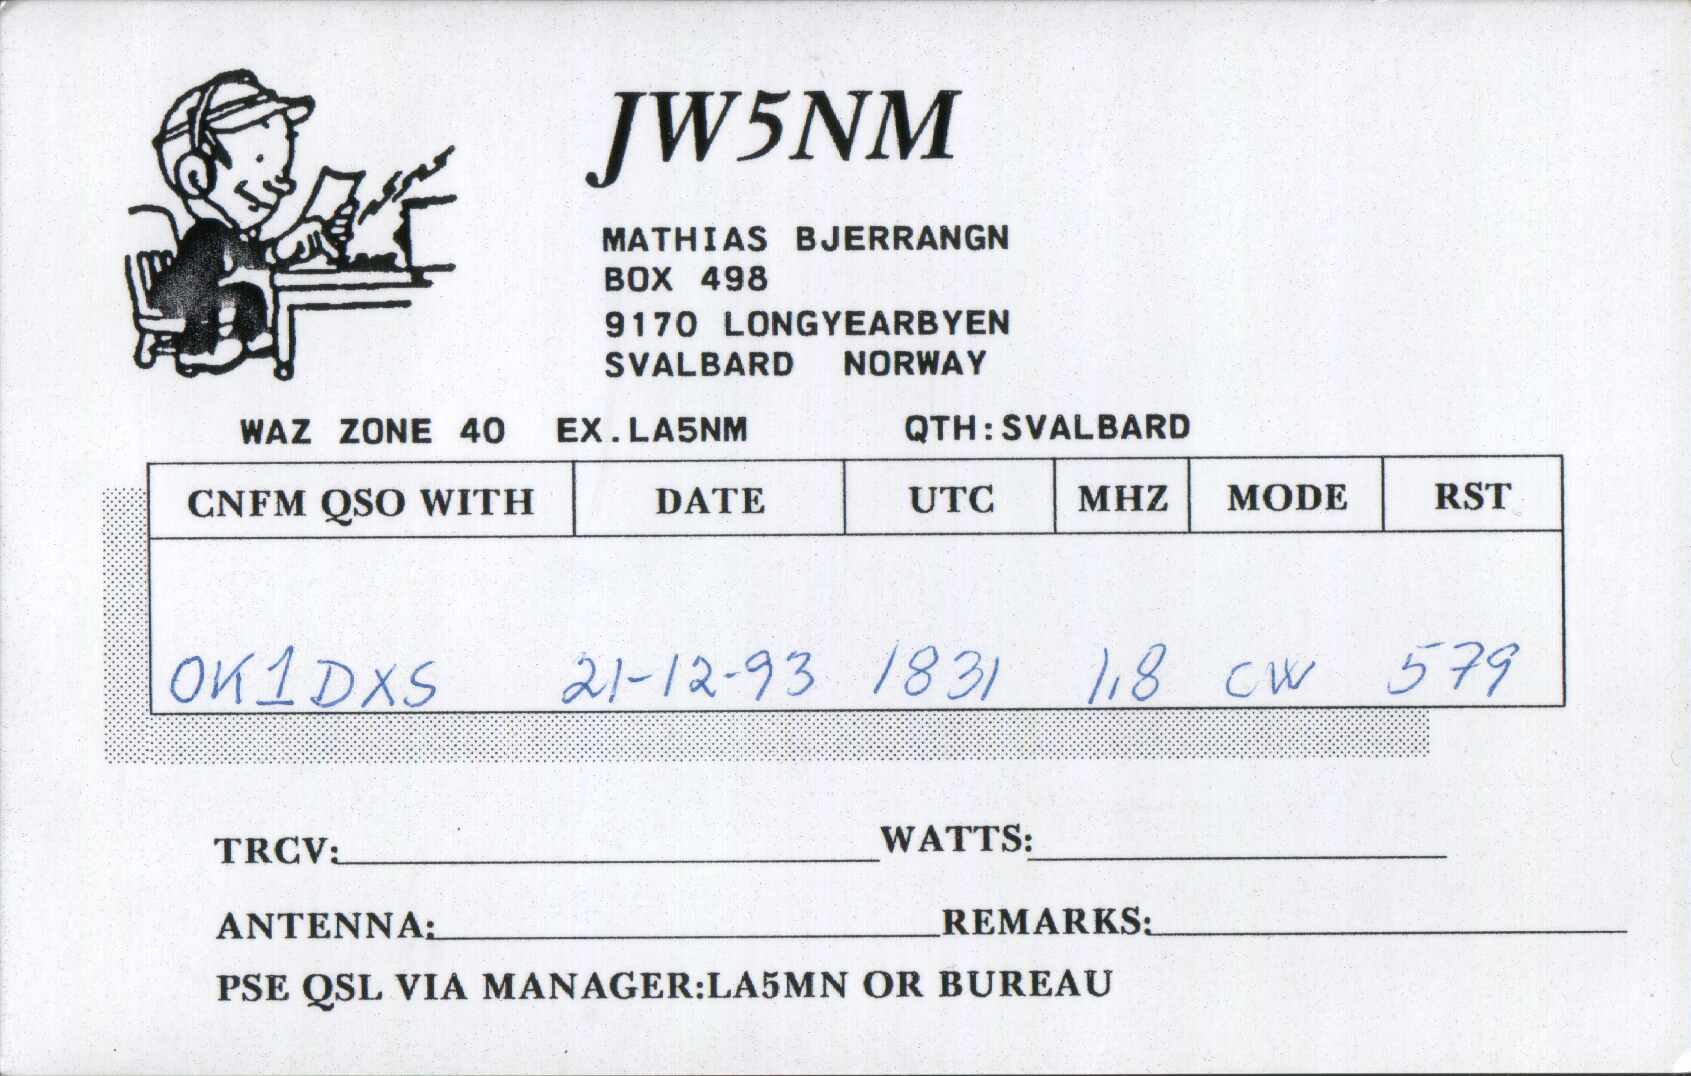 JW5NM
MATHIAS BJERRANGN
BOX 498
9170 LONGYEARBYEN
SVALBARD NORWAY
WAZ ZONE 40 EX.LA5NM QTH:SVALBARD
CNFM QSO WITH DATE UTC MHZ MODE RST
OK1DXS 21-12-93 1831 1,8 CW 579
TRCV: WATTS:
ANTENNA: REMARKS:
PSE QSL VIA MANAGER:LA5MN OR BUREAU